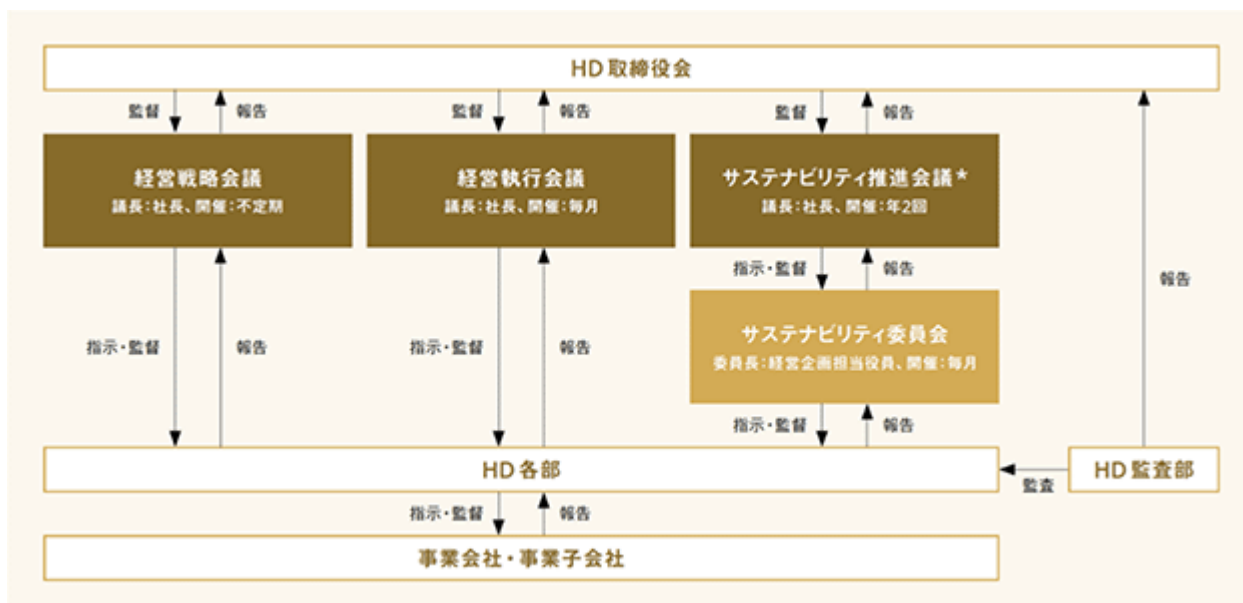 HD 取締役会
監督
報告
監督
報告
監督
報告
経営戦略会議
議長：社長、開催：不定期
経営執行会議
議長：社長、開催：毎月
サステナビリティ推進会議*
議長：社長、開催：年2回
指示・監督
報告
報告
サステナビリティ委員会
委員長：経営企画担当役員、開催：毎月
指示・監督
報告
指示・監督
報告
指示・監督
報告
HD 各部
監査
HD 監査部
指示・監督
報告
事業会社・事業子会社